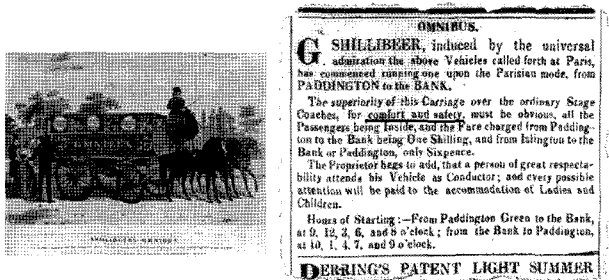 SHILLIBEER'S OMNIBUS
OMNIBUS.
G SHILLIBEER, induced by the universal
admiration the above Vehicles called forth at Paris,
has commenced running one upon the Parisian mode, from
PADDINGTON to the BANK.
The superiority of this Carriage over the ordinary Stage
Coaches, for comfort and safety, must be obvious, all the
Passengers being Inside, and the Fare charged from Padding-
ton to the Bank being One Shilling, and from Islington to the
Bank or Paddington, only Sixpence.
The Proprietor begs to add, that a person of great respecta-
bility attends his Vehicle as Conductor; and every possible
attention will be paid to the accommodation of Ladies and
Children.
Hours of Starting :—From Paddington Green to the Bank,
at 9, 12, 3, 6, and 8 o'clock; from the Bank to Paddington,
at 10, 1, 4, 7, and 9 o'clock.
DERRING'S PATENT LIGHT SUMMER